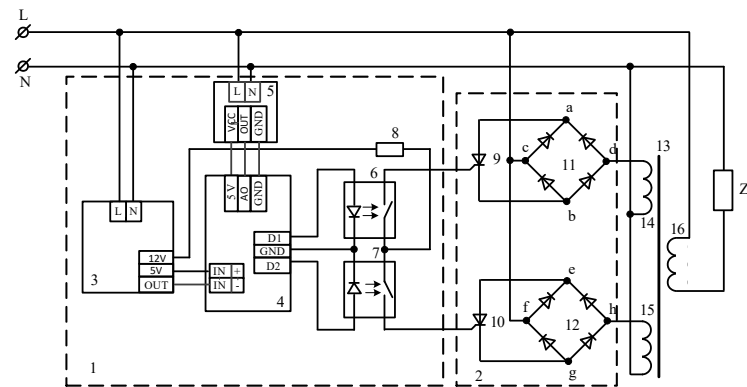 L
N
L N
5
VCC
OUT
GND
8
a
13
c
d
9
11
6
5 V
AO
GND
b
14
16
Z
L N
12V
5V
OUT
3
IN +
IN -
4
D1
GND
D2
7
e
15
f
h
10
12
g
1
2